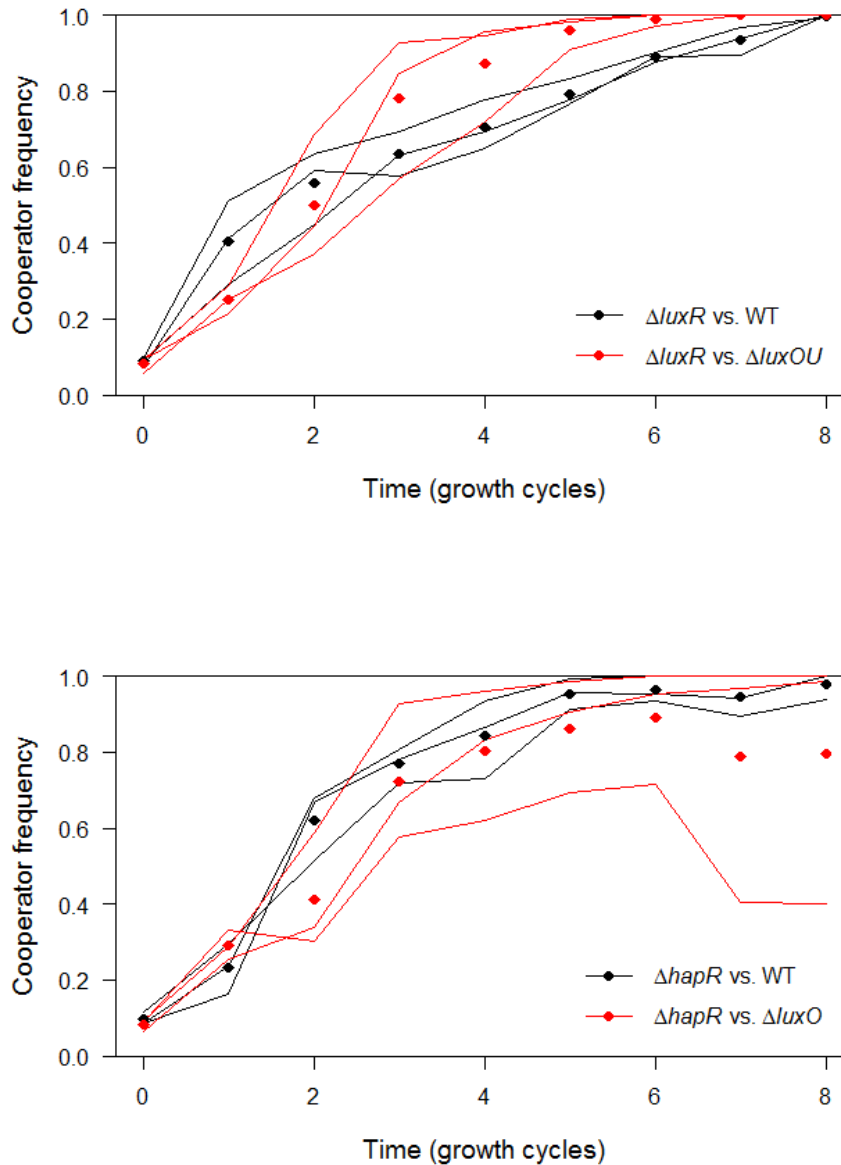 1.0
0.8
0.6
0.4
0.2
0.0
Cooperator frequency
ΔluxR vs. WT
ΔluxR vs. ΔluxOU
0 2 4 6 8
Time (growth cycles)
1.0
0.8
0.6
0.4
0.2
0.0
Cooperator frequency
ΔhapR vs. WT
ΔhapR vs. ΔluxO
0 2 4 6 8
Time (growth cycles)